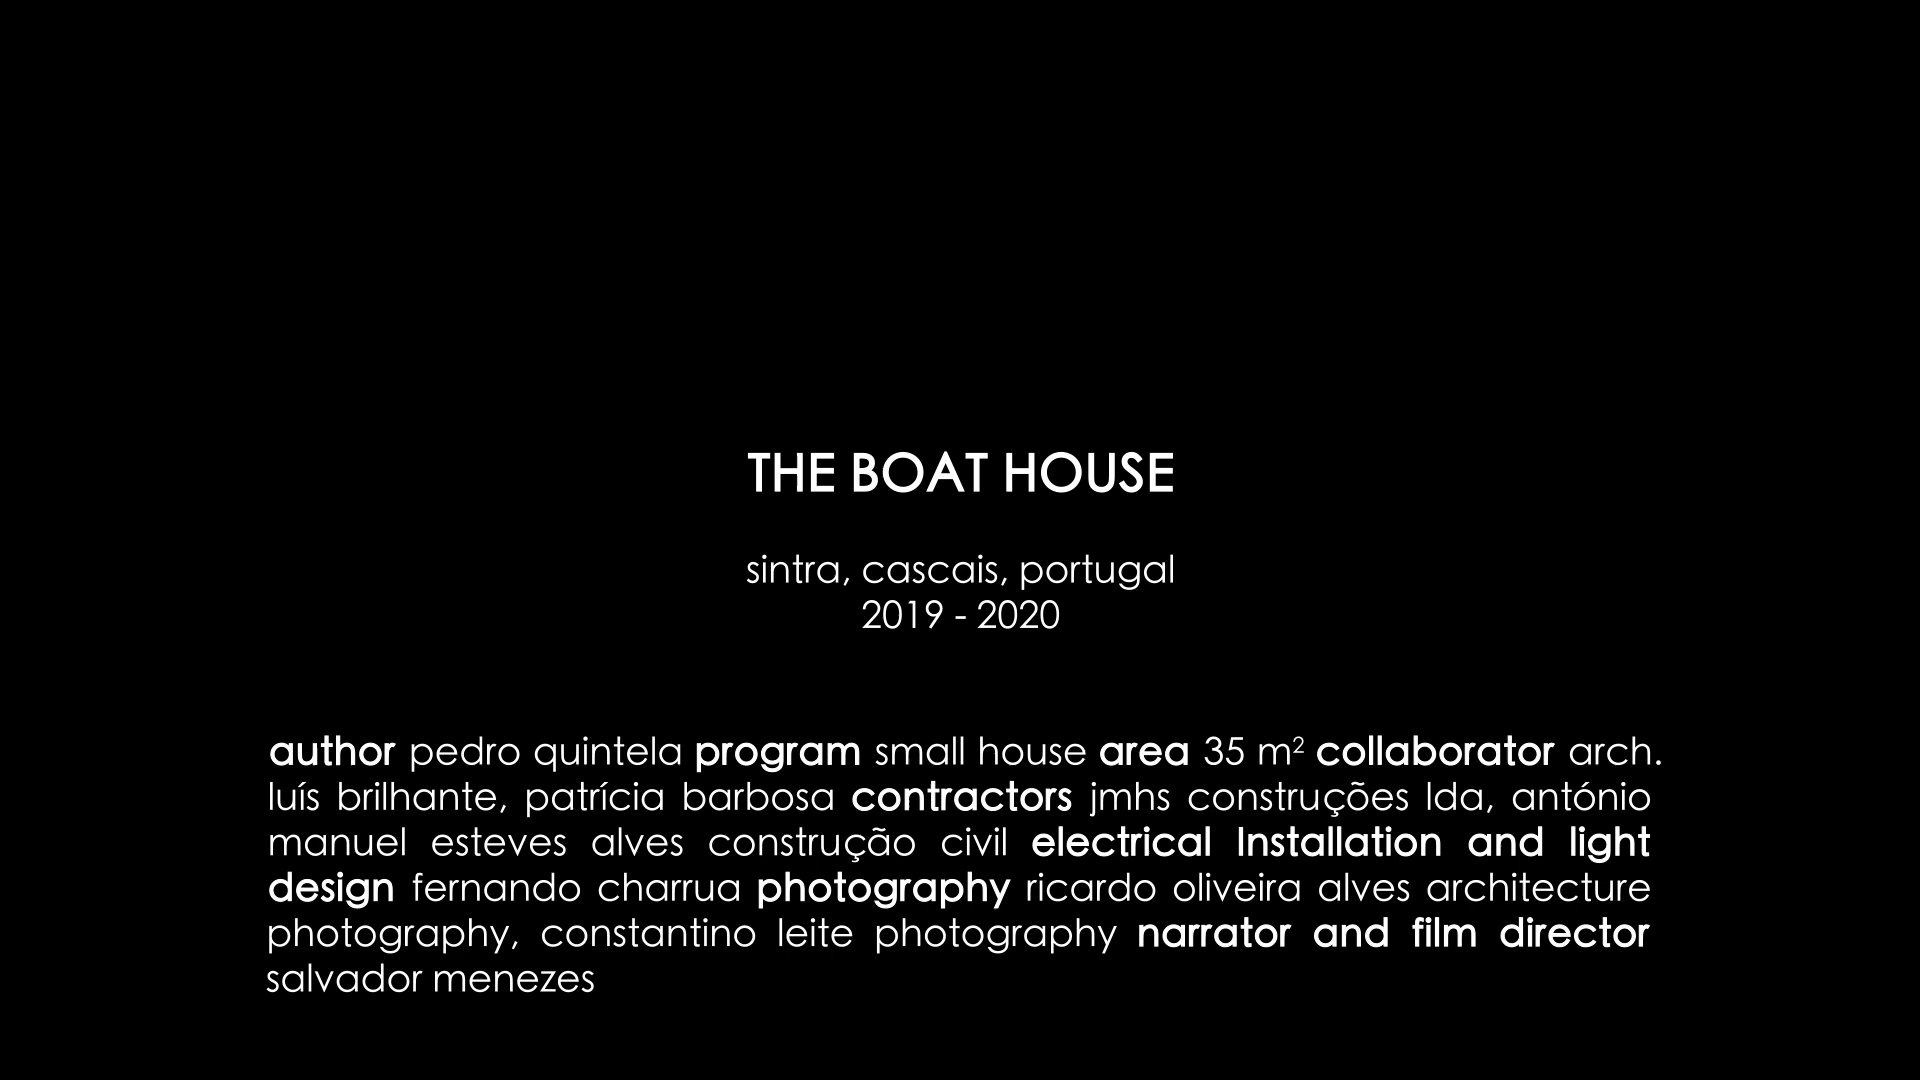 THE BOAT HOUSE
sintra, cascais, portugal
2019 - 2020
author pedro quintela program small house area 35 m² collaborator arch.
luís brilhante, patrícia barbosa contractors jmhs construções lda, antónio
manuel esteves alves construção civil electrical Installation and light
design fernando charrua photography ricardo oliveira alves architecture
photography, constantino leite photography narrator and film director
salvador menezes